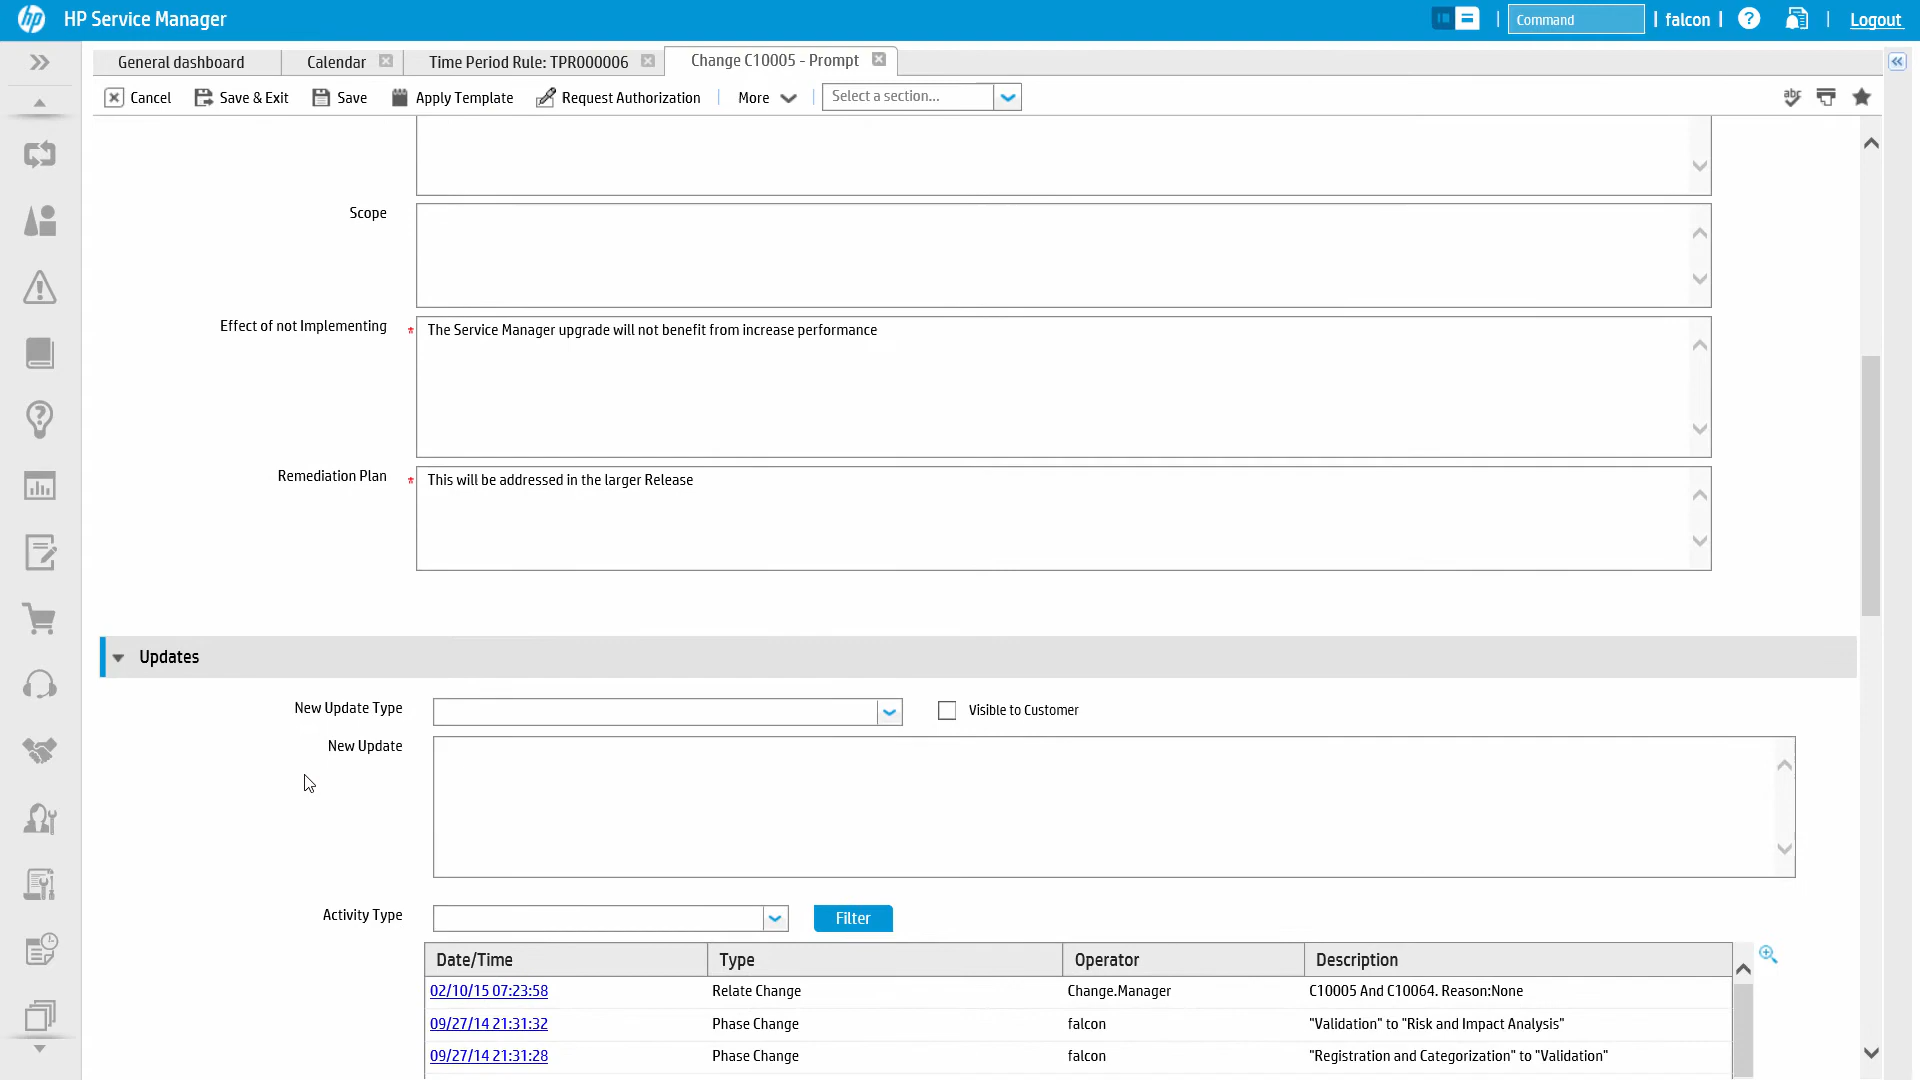 hp HP Service Manager Command falcon ? Logout
General dashboard Calendar Time Period Rule: TPR000006 Change C10005 - Prompt
Cancel Save & Exit Save Apply Template Request Authorization More Select a section... abc
Scope
Effect of not Implementing * The Service Manager upgrade will not benefit from increase performance
Remediation Plan * This will be addressed in the larger Release
Updates
New Update Type Visible to Customer
New Update
Activity Type Filter
Date/Time Type Operator Description
02/10/15 07:23:58 Relate Change Change.Manager C10005 And C10064. Reason:None
09/27/14 21:31:32 Phase Change falcon "Validation" to "Risk and Impact Analysis"
09/27/14 21:31:28 Phase Change falcon "Registration and Categorization" to "Validation"